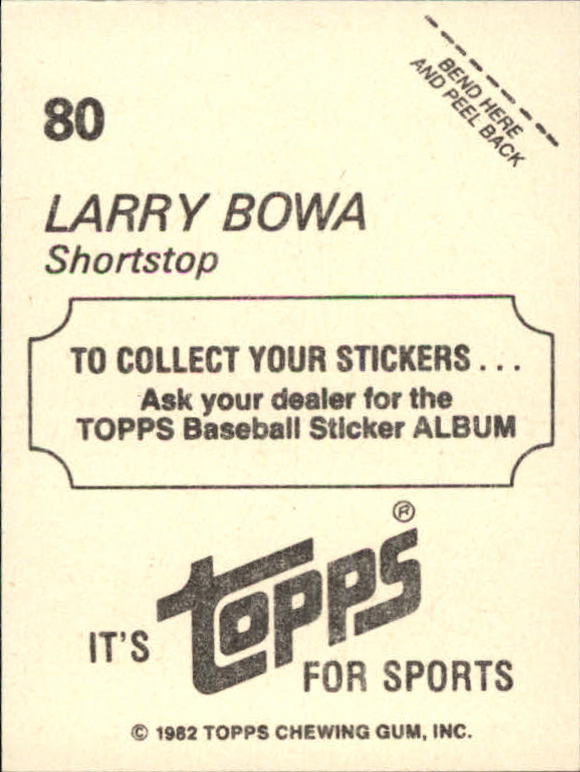 80
BEND HERE
AND PEEL BACK
LARRY BOWA
Shortstop
TO COLLECT YOUR STICKERS...
Ask your dealer for the
TOPPS Baseball Sticker ALBUM
IT'S topps®
FOR SPORTS
© 1982 TOPPS CHEWING GUM, INC.